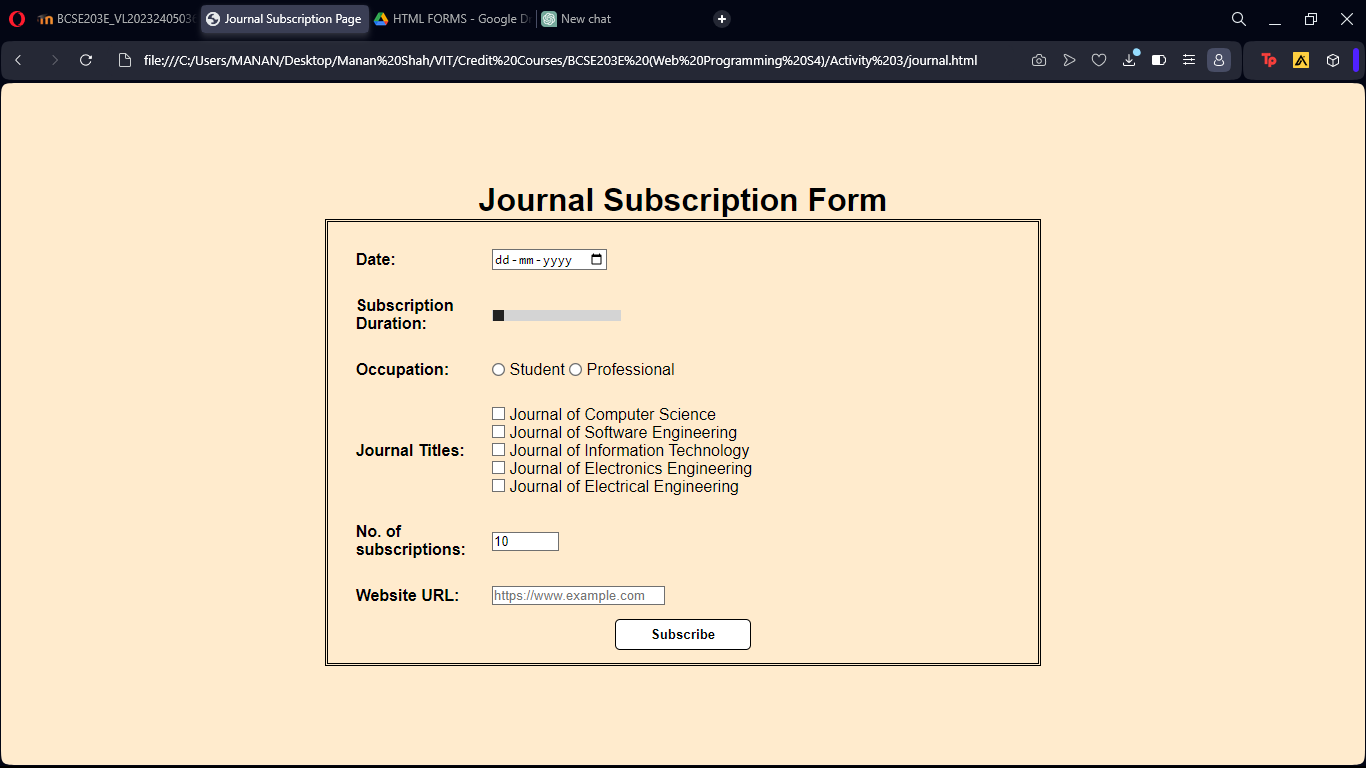 BCSE203E_VL2023240503
Journal Subscription Page
HTML FORMS - Google D
New chat
file:///C:/Users/MANAN/Desktop/Manan%20Shah/VIT/Credit%20Courses/BCSE203E%20(Web%20Programming%20S4)/Activity%203/journal.html
Tp
Journal Subscription Form
Date:
dd-mm-yyyy
Subscription
Duration:
Occupation:
Student
Professional
Journal Titles:
Journal of Computer Science
Journal of Software Engineering
Journal of Information Technology
Journal of Electronics Engineering
Journal of Electrical Engineering
No. of
subscriptions:
10
Website URL:
https://www.example.com
Subscribe